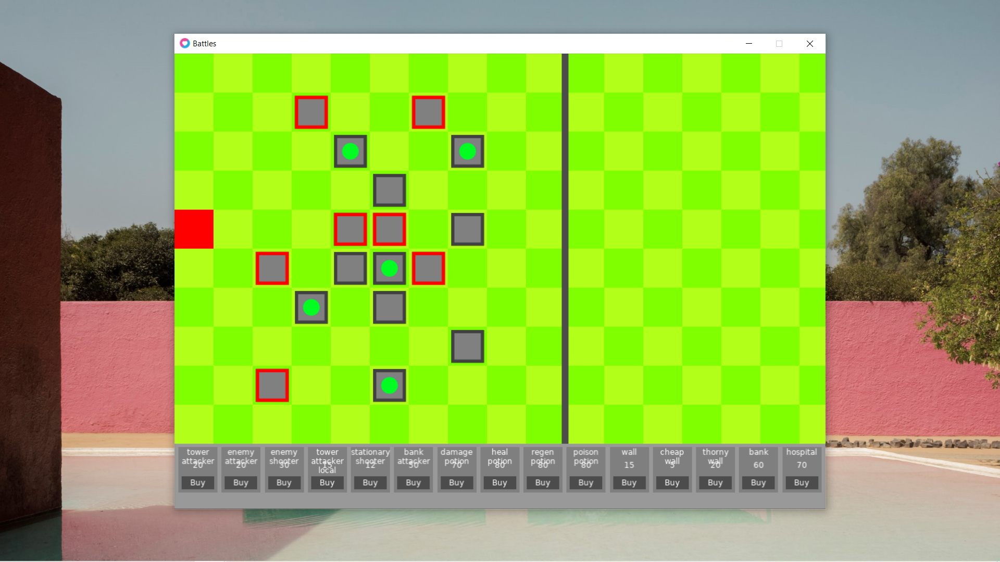 Battles
tower attacker 20
enemy attacker 20
enemy shooter 30
tower attacker local 15
stationary shooter 12
bank attacker 50
damage potion 70
heal potion 80
regen potion 80
poison potion 80
wall 15
cheap wall 5
thorny wall 20
bank 60
hospital 70
Buy Buy Buy Buy Buy Buy Buy Buy Buy Buy Buy Buy Buy Buy Buy